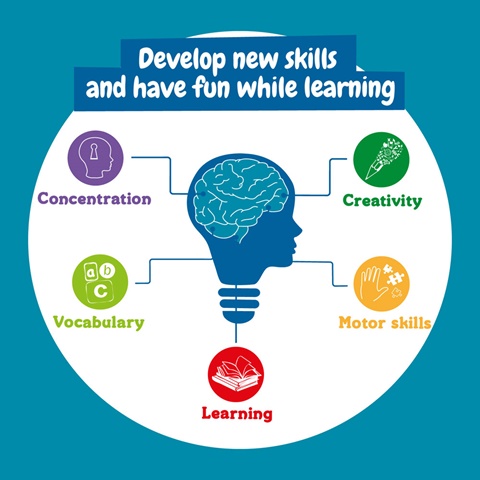 Develop new skills
and have fun while learning
Concentration
Creativity
a b
c
Vocabulary
Motor skills
Learning